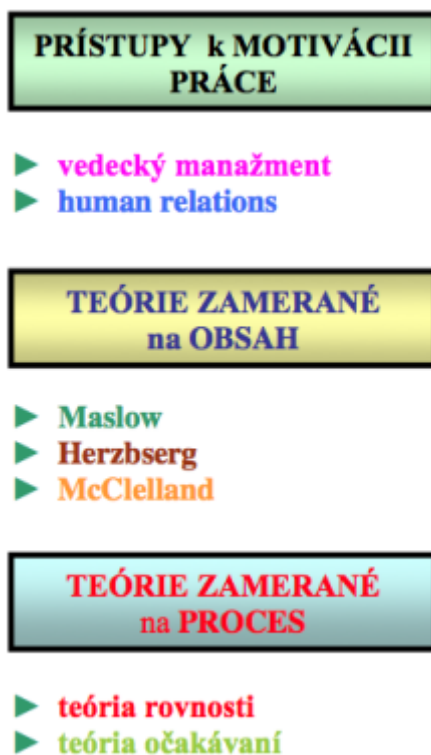 PRÍSTUPY k MOTIVÁCII
PRÁCE
► vedecký manažment
► human relations
TEÓRIE ZAMERANÉ
na OBSAH
► Maslow
► Herzbserg
► McClelland
TEÓRIE ZAMERANÉ
na PROCES
► teória rovnosti
► teória očakávaní